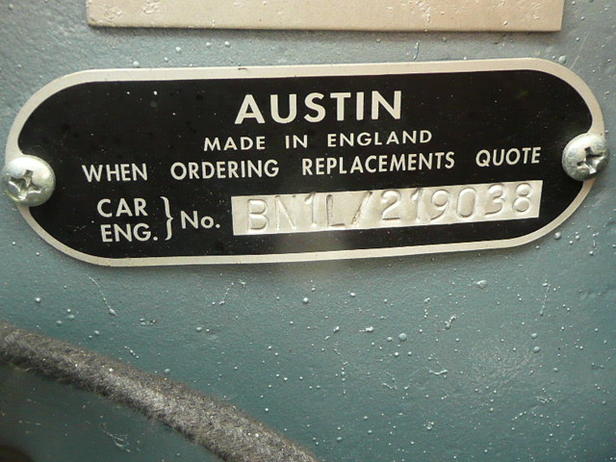 AUSTIN
MADE IN ENGLAND
WHEN ORDERING REPLACEMENTS QUOTE
CAR
ENG. } No. BN1L/219038